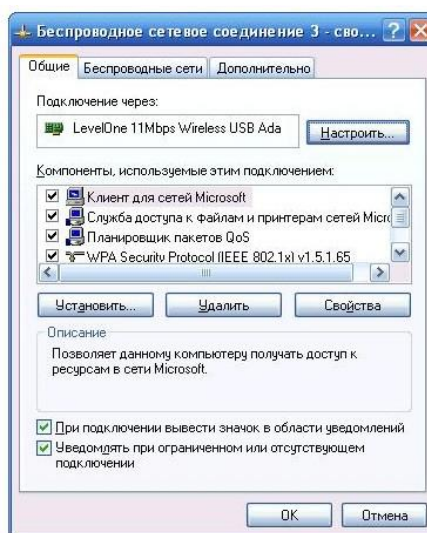 Беспроводное сетевое соединение 3 - сво...
Общие Беспроводные сети Дополнительно
Подключение через:
LevelOne 11Mbps Wireless USB Ada
Настроить...
Компоненты, используемые этим подключением:
Клиент для сетей Microsoft
Служба доступа к файлам и принтерам сетей Micro
Планировщик пакетов QoS
WPA Security Protocol (IEEE 802.1x) v1.5.1.65
Установить... Удалить Свойства
Описание
Позволяет данному компьютеру получать доступ к
ресурсам в сети Microsoft.
При подключении вывести значок в области уведомлений
Уведомлять при ограниченном или отсутствующем
подключении
OK Отмена